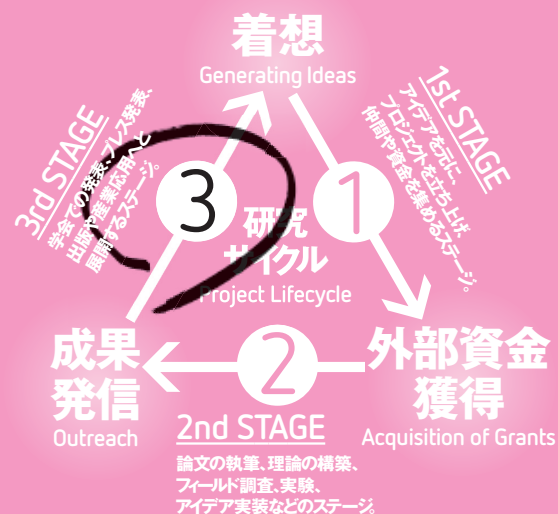 着想
Generating Ideas
1st STAGE
アイデアを元に、
プロジェクトを立ち上げ、
仲間や資金を集めるステージ。
3rd STAGE
学会での発表、プレス発表、
出版や産業応用へと
展開するステージ。
3
1
研究
サイクル
Project Lifecycle
成果
発信
Outreach
2
外部資金
獲得
Acquisition of Grants
2nd STAGE
論文の執筆、理論の構築、
フィールド調査、実験、
アイデア実装などのステージ。